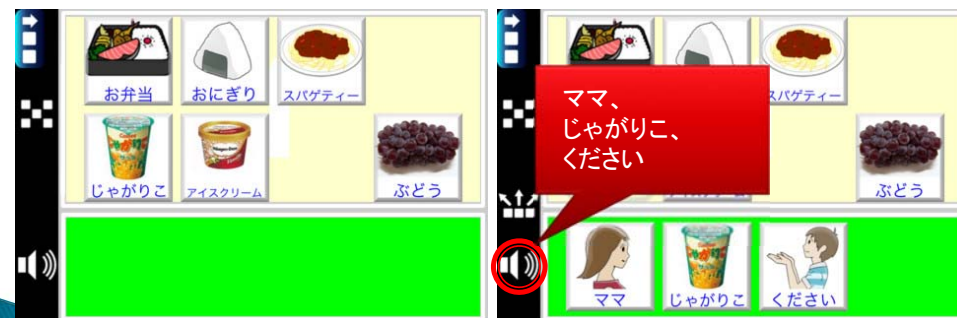 お弁当 おにぎり スパゲティー
じゃがりこ アイスクリーム ぶどう
ママ、
じゃがりこ、
ください
スパゲティー
ぶどう
ママ じゃがりこ ください